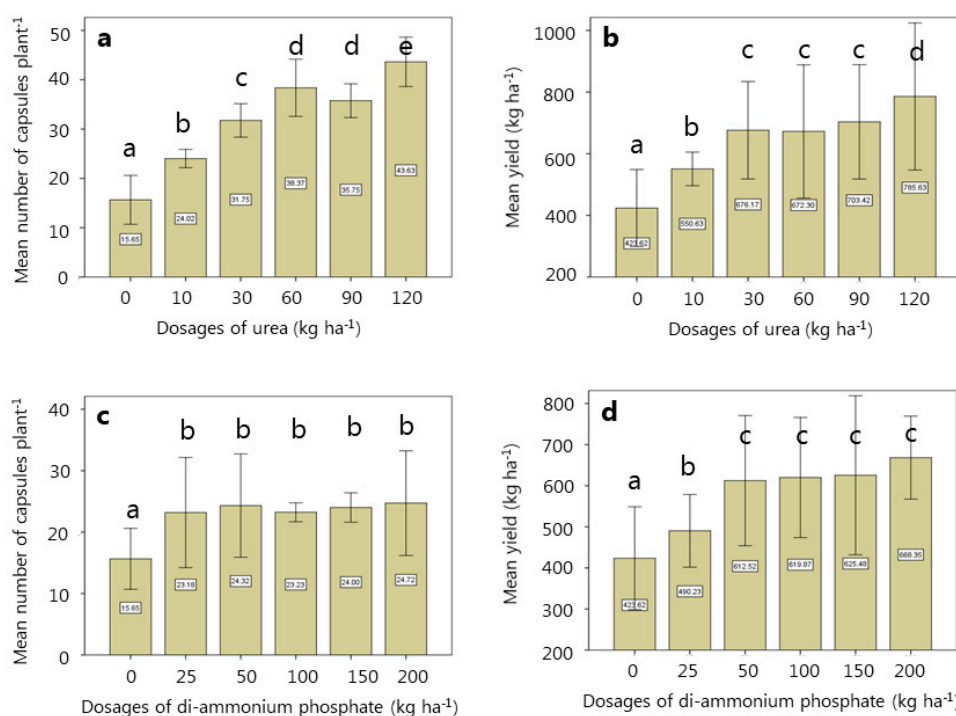 a
Mean number of capsules plant⁻¹
50
40
30
20
10
0
a b c d d e
15.65 24.02 31.75 38.37 35.75 43.63
0 10 30 60 90 120
Dosages of urea (kg ha⁻¹)
b
Mean yield (kg ha⁻¹)
1000
800
600
400
200
a b c c c d
423.62 550.63 676.17 672.30 703.42 785.63
0 10 30 60 90 120
Dosages of urea (kg ha⁻¹)
c
Mean number of capsules plant⁻¹
40
30
20
10
0
a b b b b b
15.65 23.18 24.32 23.23 24.00 24.72
0 25 50 100 150 200
Dosages of di-ammonium phosphate (kg ha⁻¹)
d
Mean yield (kg ha⁻¹)
800
700
600
500
400
300
200
a b c c c c
423.62 490.23 612.52 619.87 625.48 668.35
0 25 50 100 150 200
Dosages of di-ammonium phosphate (kg ha⁻¹)